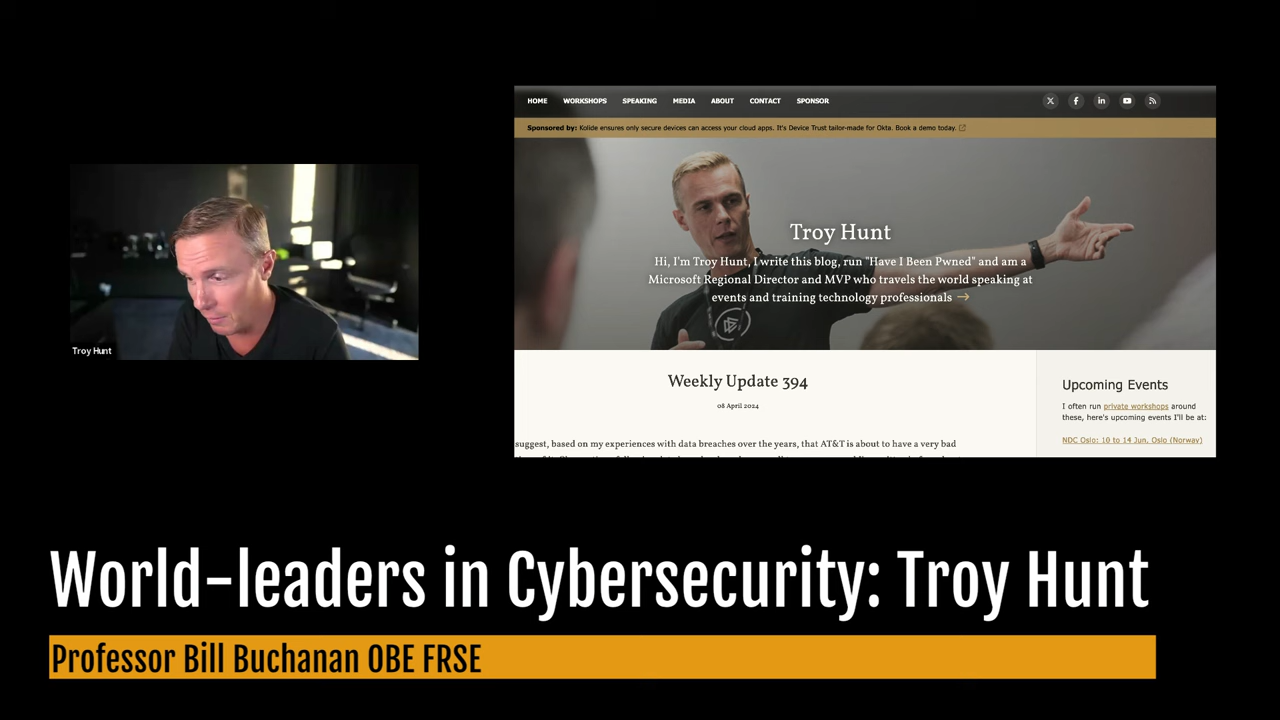 HOME WORKSHOPS SPEAKING MEDIA ABOUT CONTACT SPONSOR
Sponsored by: Kolide ensures only secure devices can access your cloud apps. It's Device Trust tailor-made for Okta. Book a demo today.
Troy Hunt
Hi, I'm Troy Hunt, I write this blog, run "Have I Been Pwned" and am a
Microsoft Regional Director and MVP who travels the world speaking at
events and training technology professionals →
Troy Hunt
Weekly Update 394
08 April 2024
suggest, based on my experiences with data breaches over the years, that AT&T is about to have a very bad
Upcoming Events
I often run private workshops around
these, here's upcoming events I'll be at:
NDC Oslo: 10 to 14 Jun, Oslo (Norway)
World-leaders in Cybersecurity: Troy Hunt
Professor Bill Buchanan OBE FRSE